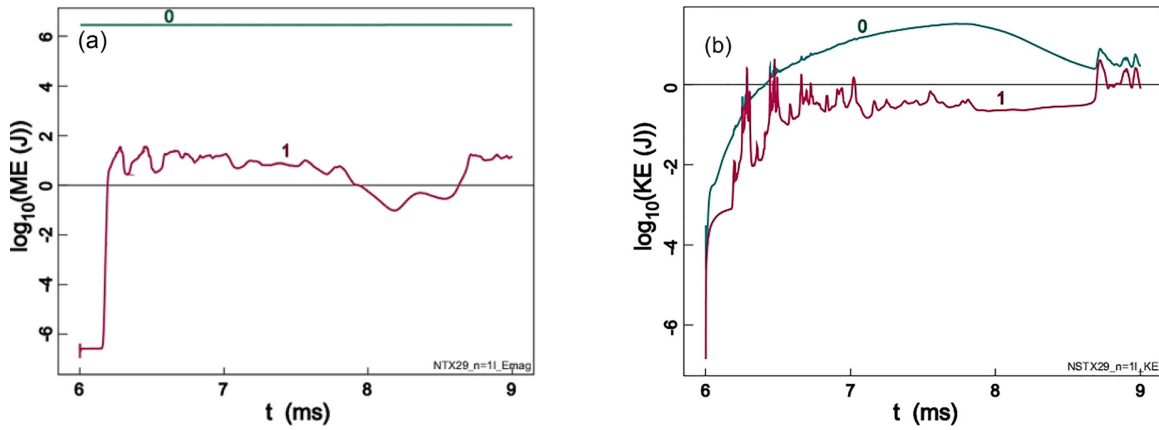 (a)
0
1
log10(ME (J))
6
4
2
0
-2
-4
-6
NTX29_n=1l_Emag
6
7
8
9
t (ms)
(b)
0
1
log10(KE (J))
0
-2
-4
-6
NSTX29_n=1l_KE
6
7
8
9
t (ms)